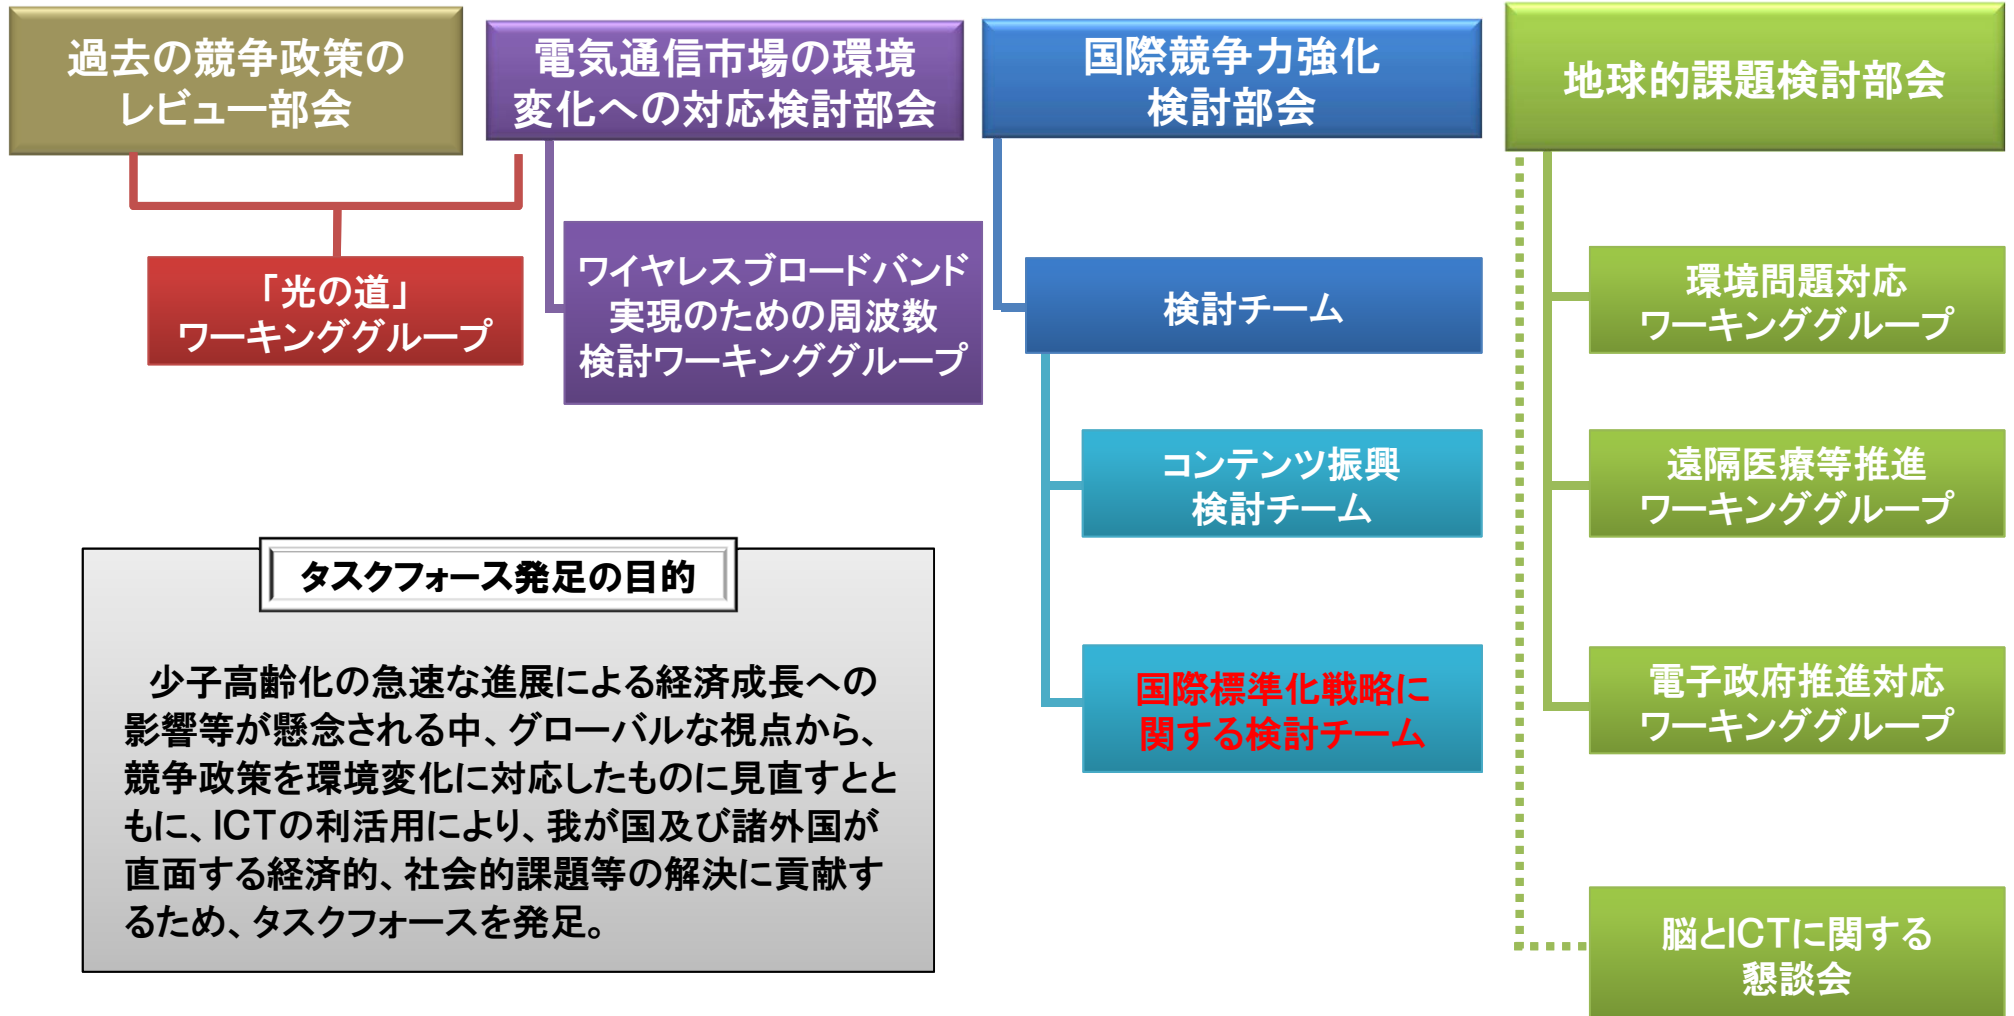 過去の競争政策の
レビュー部会
電気通信市場の環境
変化への対応検討部会
国際競争力強化
検討部会
地球的課題検討部会
「光の道」
ワーキンググループ
ワイヤレスブロードバンド
実現のための周波数
検討ワーキンググループ
検討チーム
環境問題対応
ワーキンググループ
コンテンツ振興
検討チーム
遠隔医療等推進
ワーキンググループ
国際標準化戦略に
関する検討チーム
電子政府推進対応
ワーキンググループ
脳とICTに関する
懇談会
タスクフォース発足の目的
少子高齢化の急速な進展による経済成長への
影響等が懸念される中、グローバルな視点から、
競争政策を環境変化に対応したものに見直すとと
もに、ICTの利活用により、我が国及び諸外国が
直面する経済的、社会的課題等の解決に貢献す
るため、タスクフォースを発足。